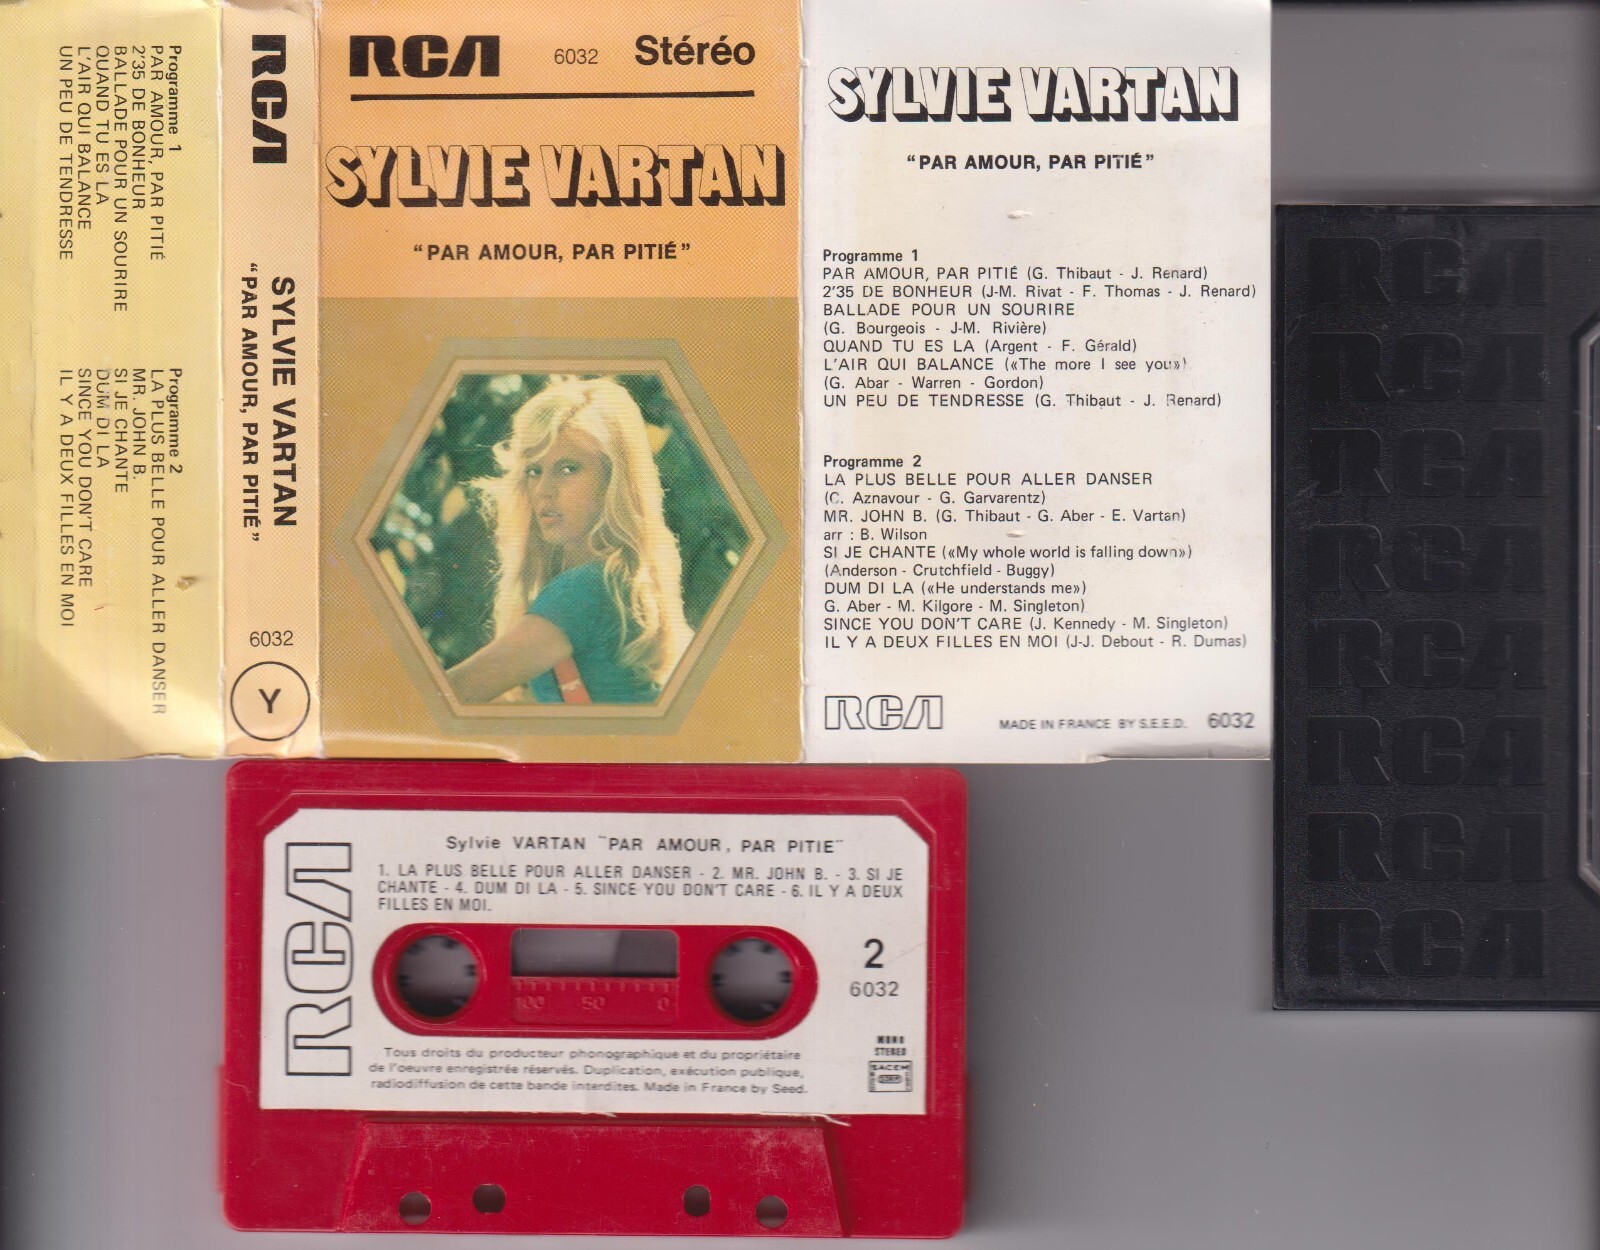 Programme 1
PAR AMOUR, PAR PITIÉ
2'35 DE BONHEUR
BALLADE POUR UN SOURIRE
QUAND TU ES LA
L'AIR QUI BALANCE
UN PEU DE TENDRESSE
Programme 2
LA PLUS BELLE POUR ALLER DANSER
MR. JOHN B.
SI JE CHANTE
DUM DI LA
SINCE YOU DON'T CARE
IL Y A DEUX FILLES EN MOI
RCA
SYLVIE VARTAN
“PAR AMOUR, PAR PITIÉ”
6032
Y
RCA 6032 Stéréo
SYLVIE VARTAN
“PAR AMOUR, PAR PITIÉ”
SYLVIE VARTAN
“PAR AMOUR, PAR PITIÉ”
Programme 1
PAR AMOUR, PAR PITIÉ (G. Thibaut - J. Renard)
2'35 DE BONHEUR (J-M. Rivat - F. Thomas - J. Renard)
BALLADE POUR UN SOURIRE
(G. Bourgeois - J-M. Rivière)
QUAND TU ES LA (Argent - F. Gérald)
L'AIR QUI BALANCE («The more I see you»)
(G. Abar - Warren - Gordon)
UN PEU DE TENDRESSE (G. Thibaut - J. Renard)
Programme 2
LA PLUS BELLE POUR ALLER DANSER
(C. Aznavour - G. Garvarentz)
MR. JOHN B. (G. Thibaut - G. Aber - E. Vartan)
arr : B. Wilson
SI JE CHANTE («My whole world is falling down»)
(Anderson - Crutchfield - Buggy)
DUM DI LA («He understands me»)
G. Aber - M. Kilgore - M. Singleton)
SINCE YOU DON'T CARE (J. Kennedy - M. Singleton)
IL Y A DEUX FILLES EN MOI (J-J. Debout - R. Dumas)
RCA MADE IN FRANCE BY S.E.E.D. 6032
RCA
RCA
RCA
RCA
RCA
RCA
RCA
RCA
RCA
Sylvie VARTAN "PAR AMOUR, PAR PITIE"
1. LA PLUS BELLE POUR ALLER DANSER - 2. MR. JOHN B. - 3. SI JE
CHANTE - 4. DUM DI LA - 5. SINCE YOU DON'T CARE - 6. IL Y A DEUX
FILLES EN MOI.
100 50 0
2
6032
MONO
STEREO
SACEM
Tous droits du producteur phonographique et du propriétaire
de l'oeuvre enregistrée réservés. Duplication, exécution publique,
radiodiffusion de cette bande interdites. Made in France by Seed.